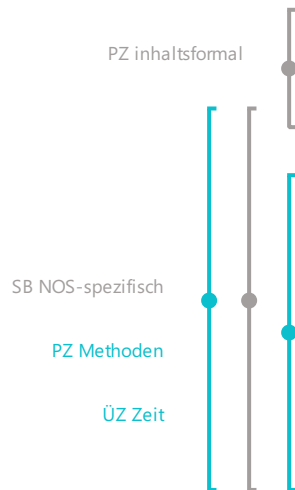 PZ inhaltsformal
SB NOS-spezifisch
PZ Methoden
ÜZ Zeit